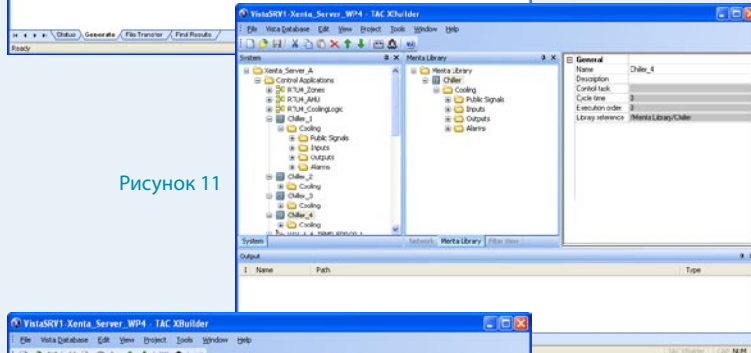 Status Generate File Transfer Find Results
Ready
VistaSRV1-Xenta_Server_WP4 - TAC XBuilder
File Vista Database Edit View Project Tools Window Help
System
Menta Library
Xenta_Server_A
Control Applications
RTU4_Zones
RTU4_AHU
RTU4_CoolingLogic
Chiller_1
Cooling
Public Signals
Inputs
Outputs
Alarms
Chiller_2
Cooling
Chiller_3
Cooling
Chiller_4
Cooling
System
Menta Library
Chiller
Cooling
Public Signals
Inputs
Outputs
Alarms
Network Menta Library Filter View
General
Name Chiller_4
Description
Control task
Cycle time 3
Execution order 3
Library reference /Menta Library/Chiller
Output
I Name Path Type
Рисунок 11
VistaSRV1-Xenta_Server_WP4 - TAC XBuilder
File Vista Database Edit View Project Tools Window Help
TAC XBuilder CAP NUM